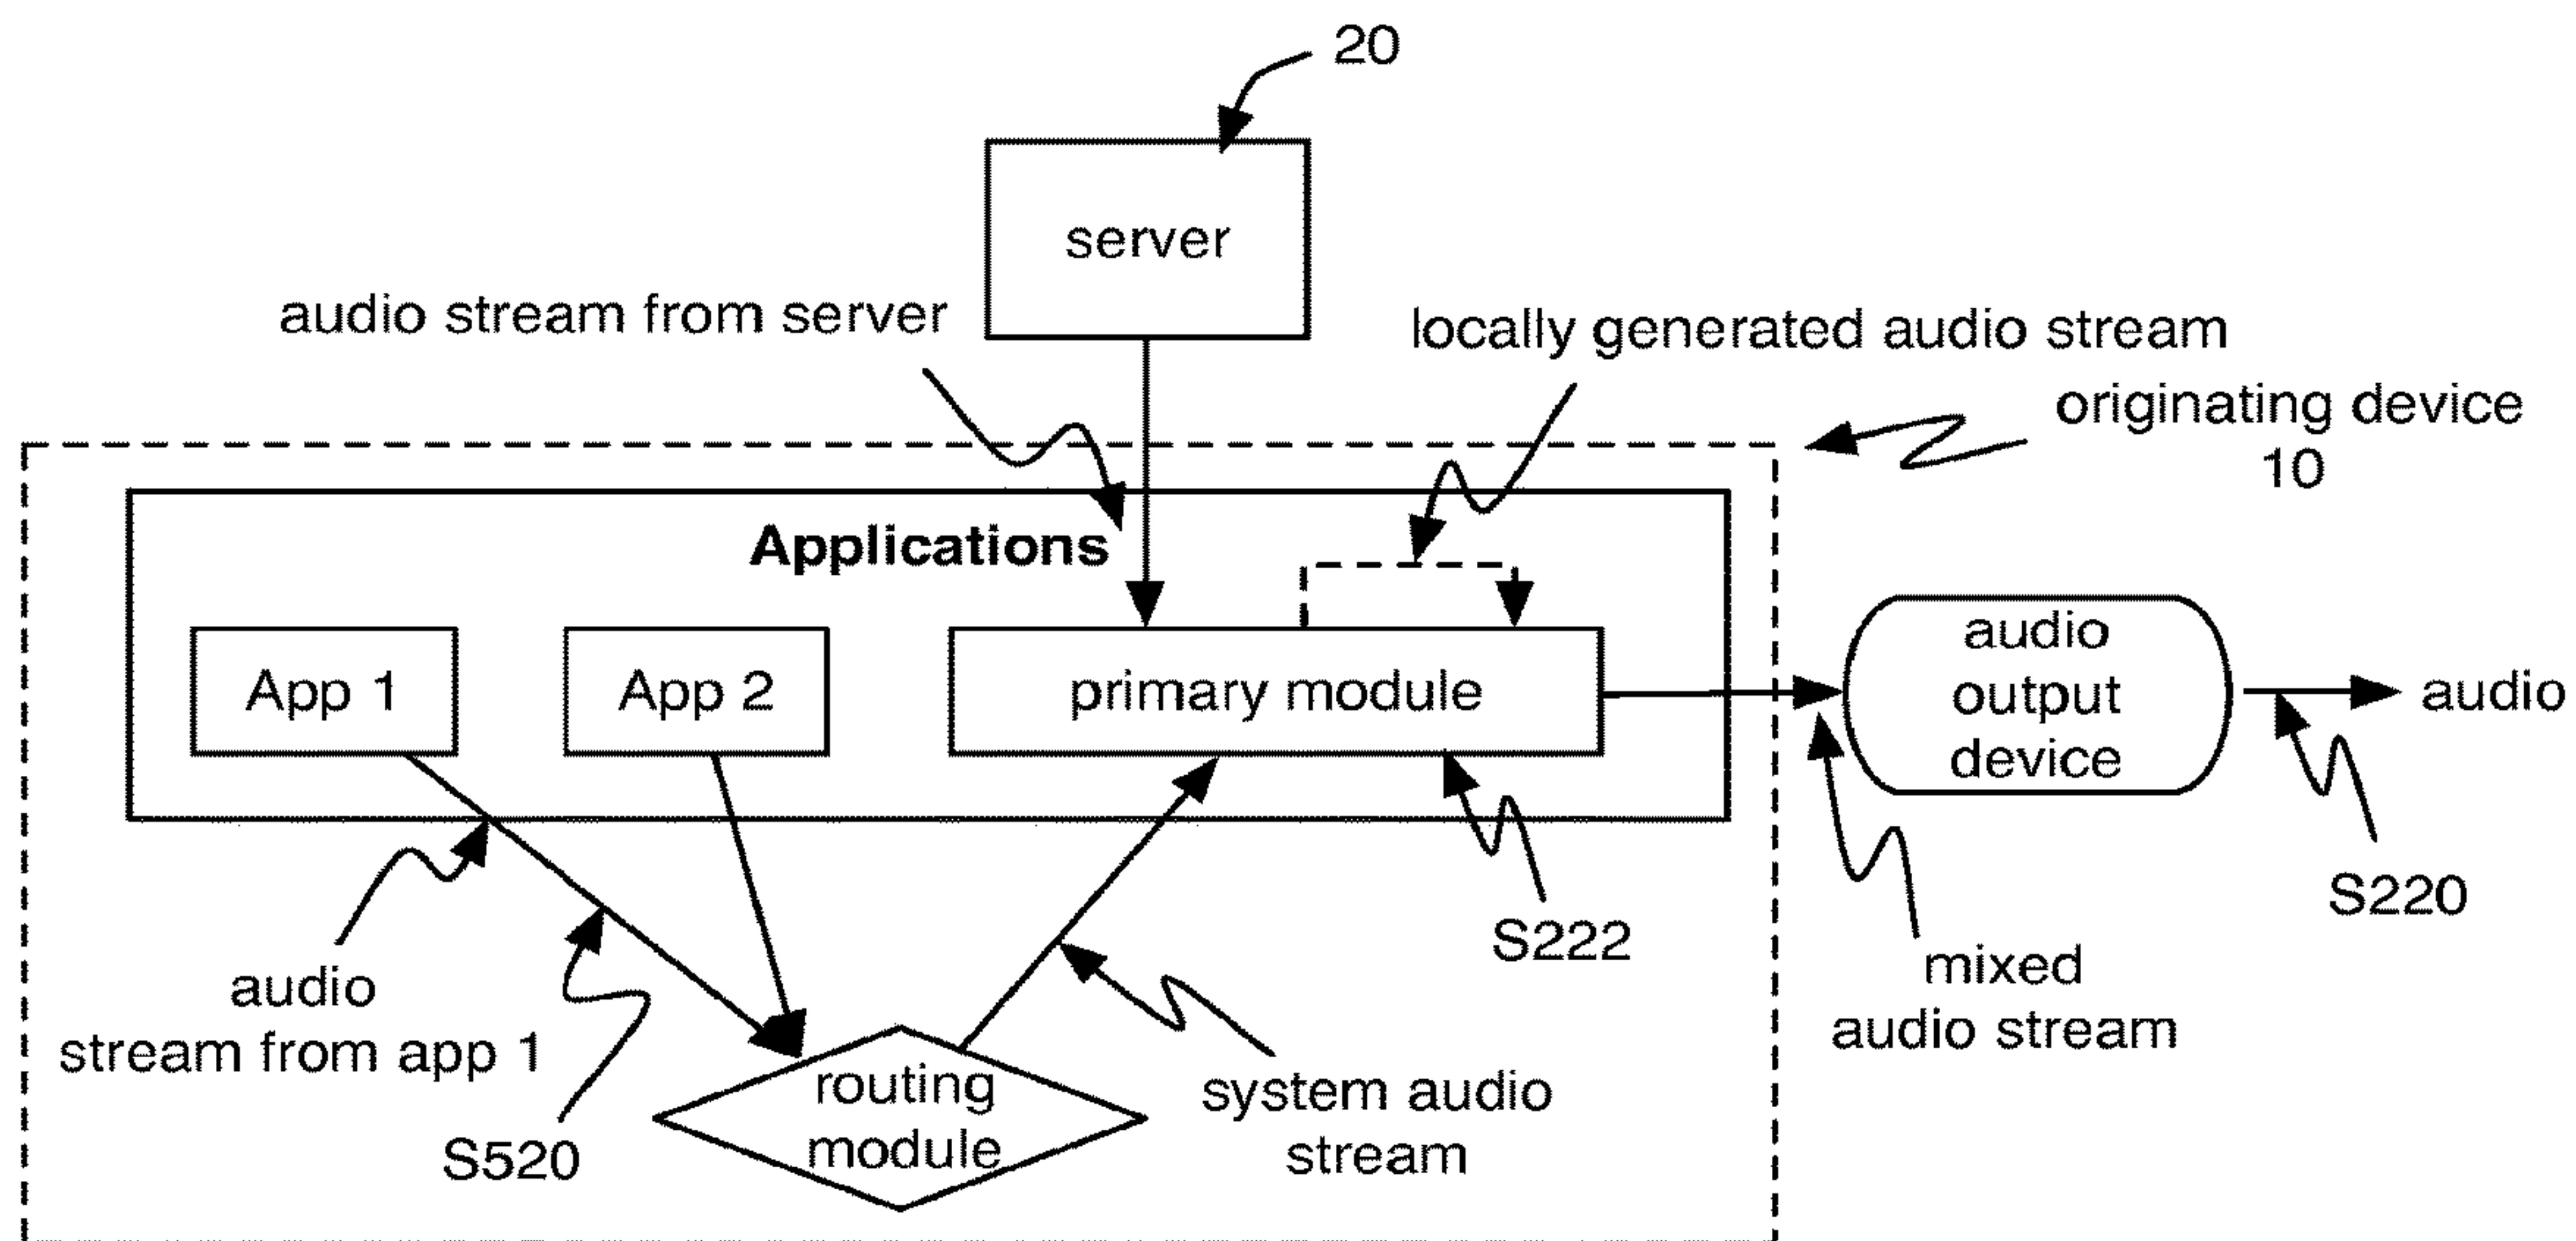 20
server
audio stream from server
locally generated audio stream
originating device
10
Applications
App 1
App 2
primary module
audio
output
device
audio
S220
S222
mixed
audio stream
audio
stream from app 1
S520
routing
module
system audio
stream